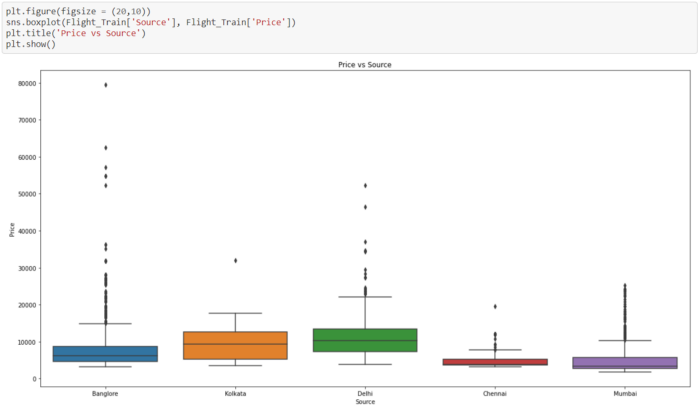 plt.figure(figsize = (20,10))
sns.boxplot(Flight_Train['Source'], Flight_Train['Price'])
plt.title('Price vs Source')
plt.show()
Price vs Source
80000
70000
60000
50000
40000
30000
20000
10000
0
Price
Banglore Kolkata Delhi Chennai Mumbai
Source